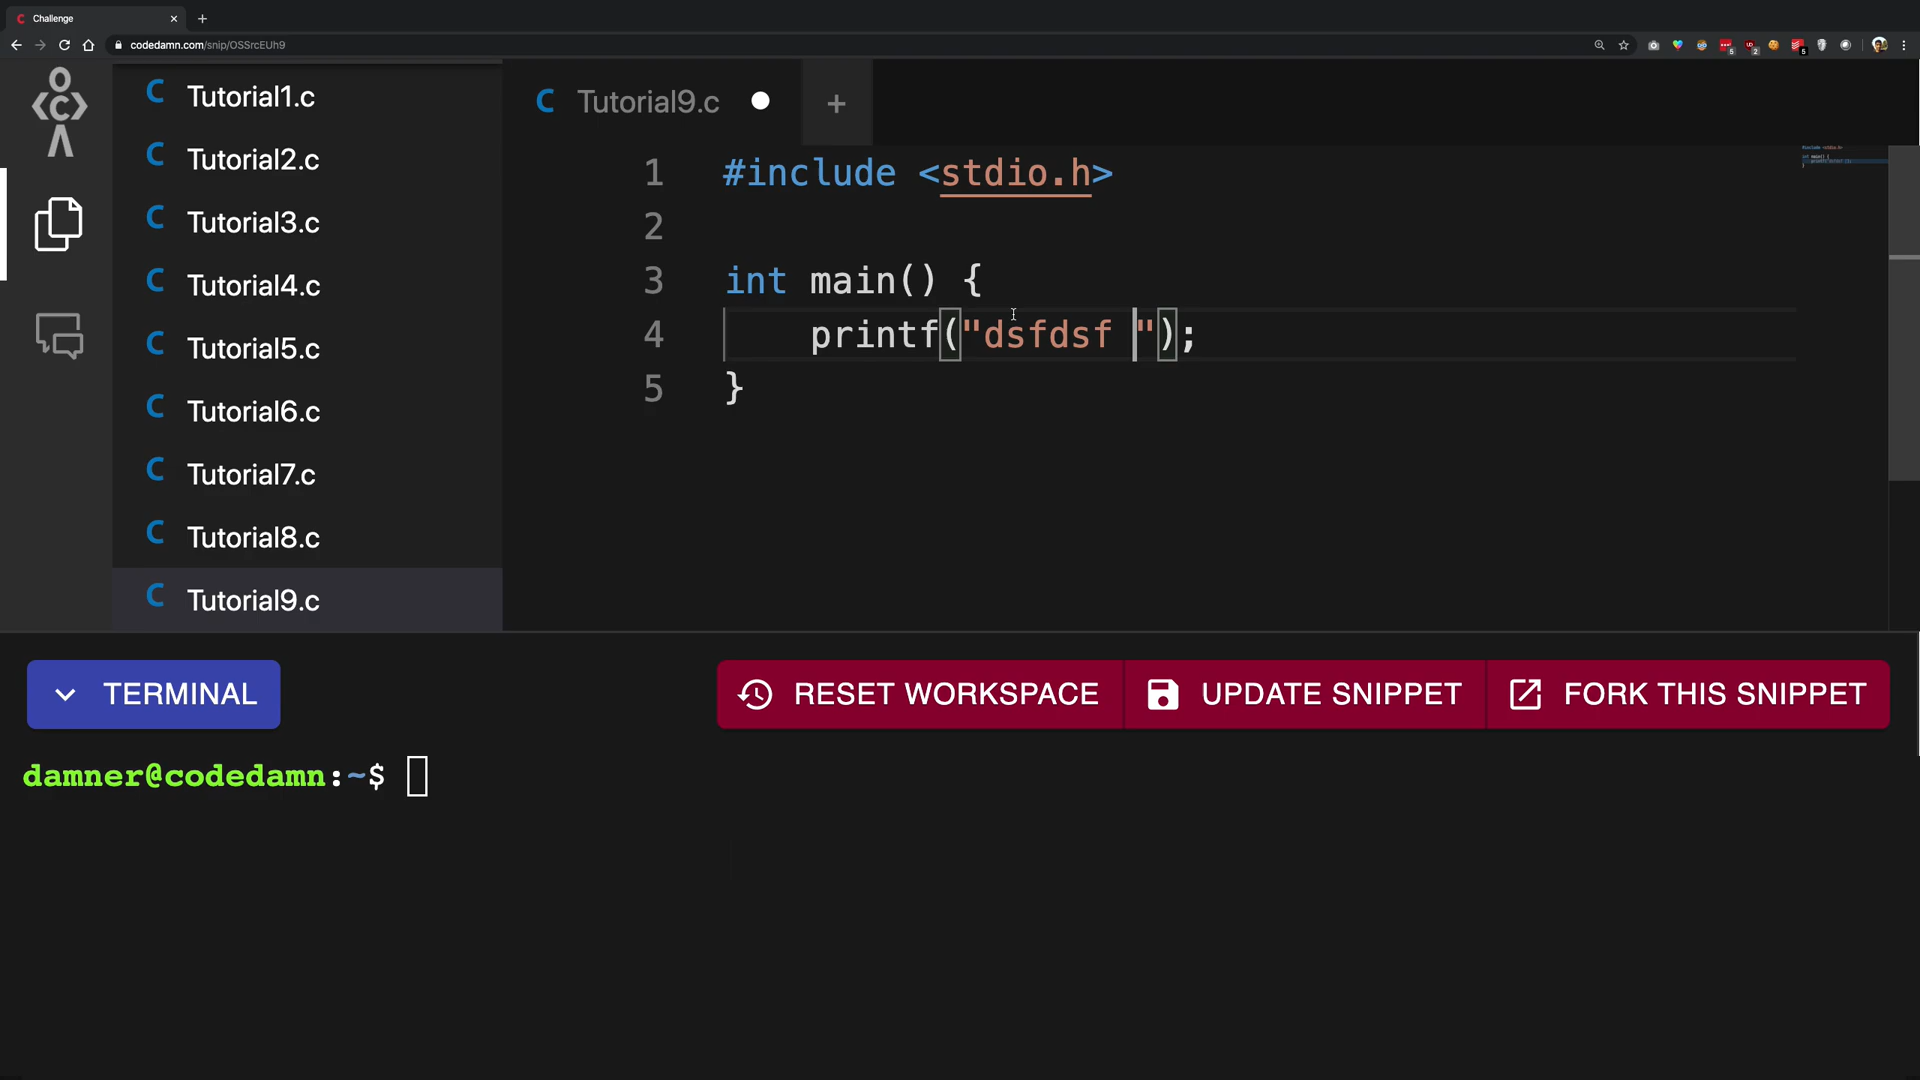 Challenge
codedamn.com/snip/OSSrcEUh9
Tutorial1.c
Tutorial2.c
Tutorial3.c
Tutorial4.c
Tutorial5.c
Tutorial6.c
Tutorial7.c
Tutorial8.c
Tutorial9.c
Tutorial9.c
1 #include <stdio.h>
2
3 int main() {
4 printf("dsfdsf ");
5 }
TERMINAL
RESET WORKSPACE
UPDATE SNIPPET
FORK THIS SNIPPET
damner@codedamn:~$